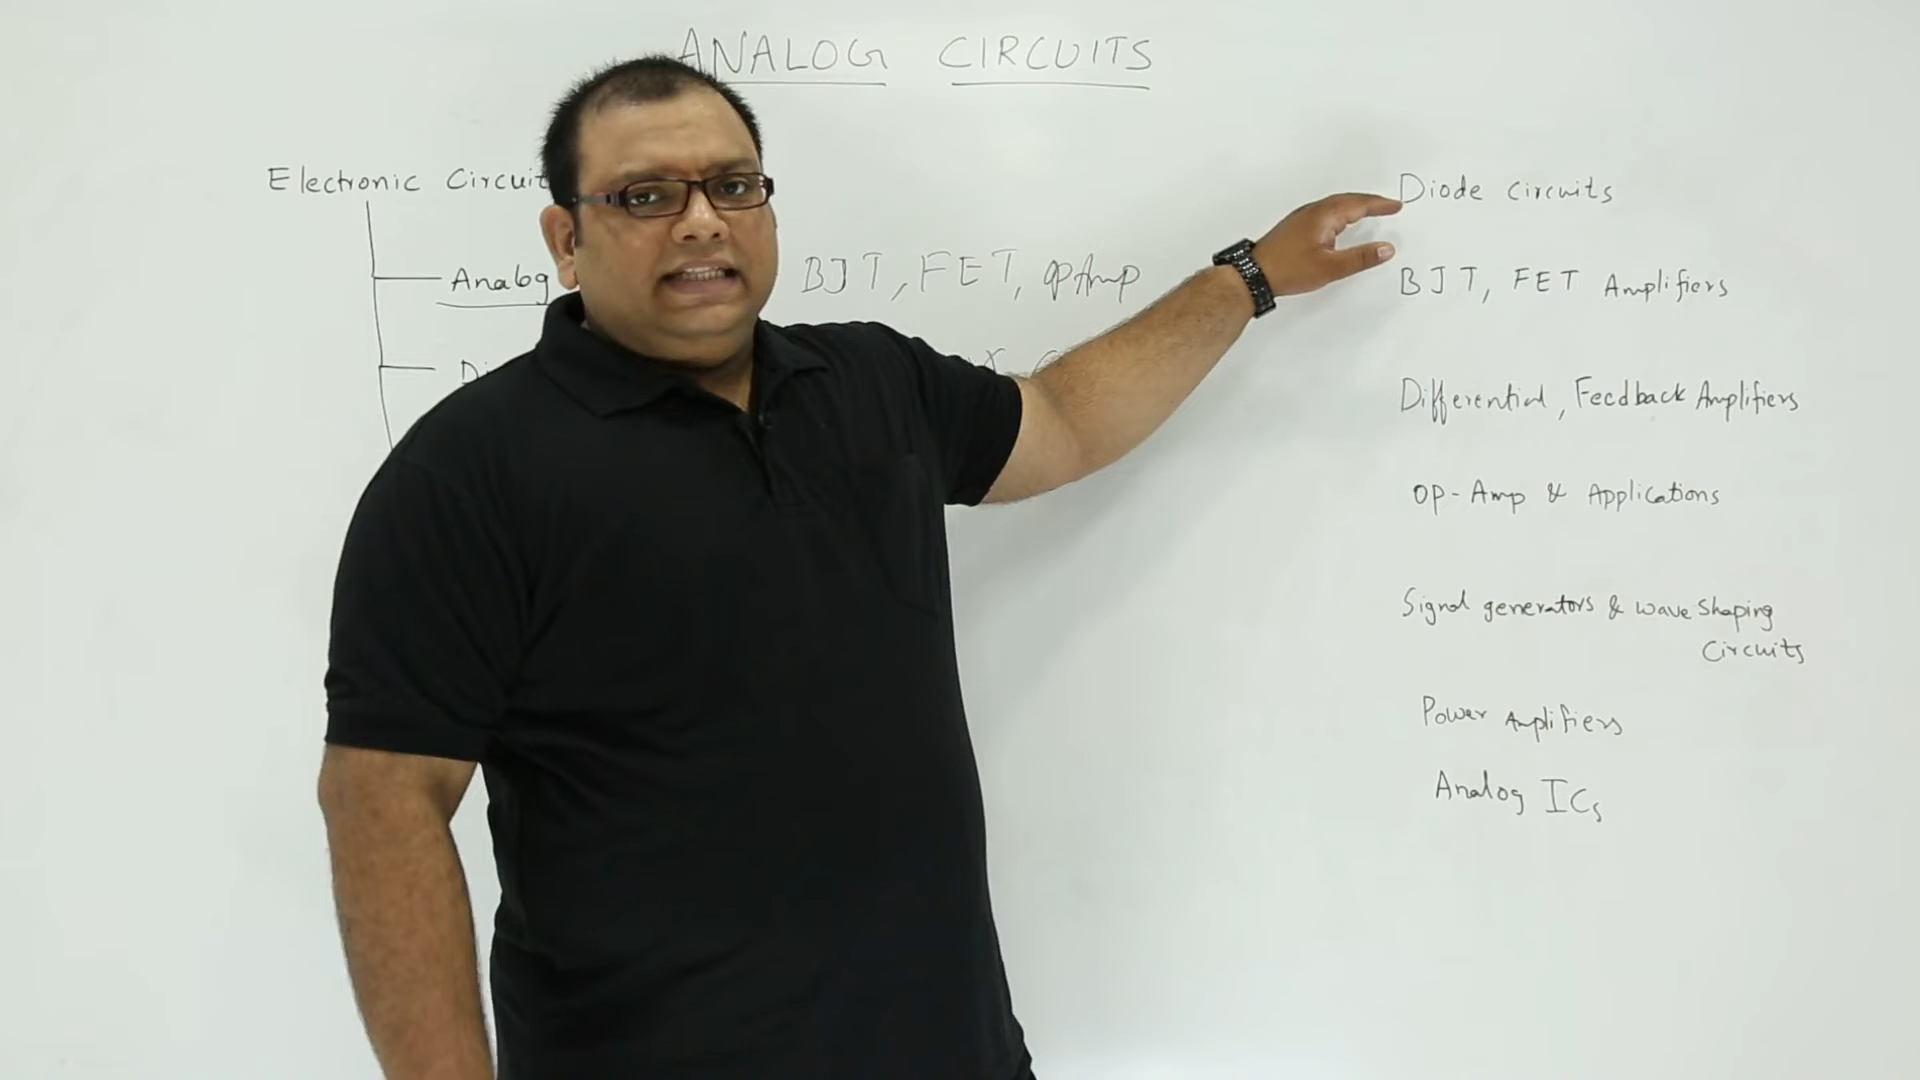 ANALOG CIRCUITS
Electronic Circuit
Analog
BJT, FET, OpAmp
Di
Diode circuits
BJT, FET Amplifiers
Differential, Feedback Amplifiers
OP-Amp & Applications
Signal generators & wave shaping
Circuits
Power Amplifiers
Analog ICs